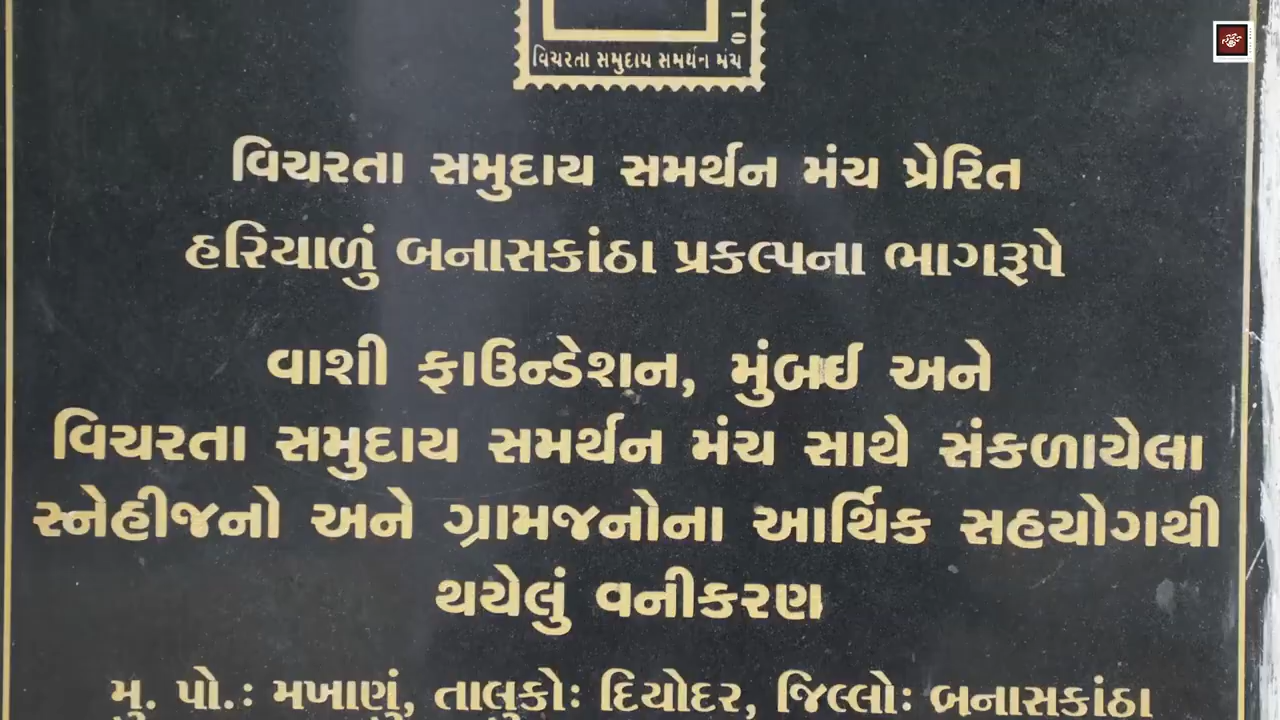 10
વિચરતા સમુદાય સમર્થન મંચ
વિચરતા સમુદાય સમર્થન મંચ પ્રેરિત
હરિયાળું બનાસકાંઠા પ્રકલ્પના ભાગરૂપે
વાશી ફાઉન્ડેશન, મુંબઈ અને
વિચરતા સમુદાય સમર્થન મંચ સાથે સંકળાયેલા
સ્નેહીજનો અને ગ્રામજનોના આર્થિક સહયોગથી
થયેલું વનીકરણ
મુ. પો.: મખાણું, તાલુકો: દિયોદર, જિલ્લો: બનાસકાંઠા